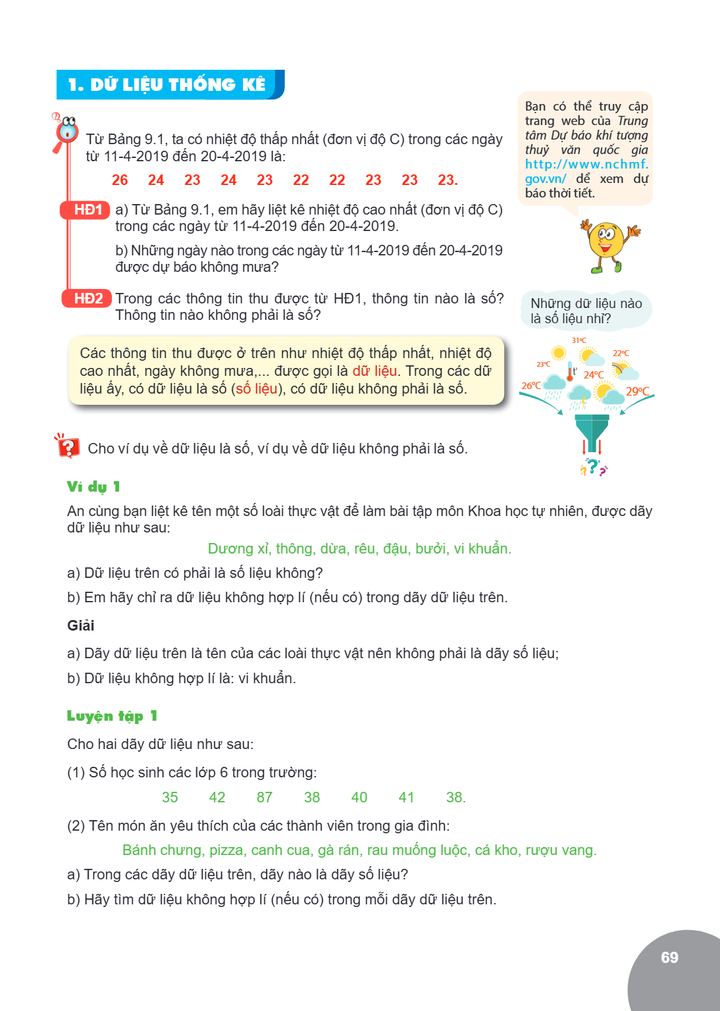 1. DỮ LIỆU THỐNG KÊ
Từ Bảng 9.1, ta có nhiệt độ thấp nhất (đơn vị độ C) trong các ngày
từ 11-4-2019 đến 20-4-2019 là:
26 24 23 24 23 22 22 23 23 23.
HĐ1 a) Từ Bảng 9.1, em hãy liệt kê nhiệt độ cao nhất (đơn vị độ C)
trong các ngày từ 11-4-2019 đến 20-4-2019.
b) Những ngày nào trong các ngày từ 11-4-2019 đến 20-4-2019
được dự báo không mưa?
HĐ2 Trong các thông tin thu được từ HĐ1, thông tin nào là số?
Thông tin nào không phải là số?
Các thông tin thu được ở trên như nhiệt độ thấp nhất, nhiệt độ
cao nhất, ngày không mưa,... được gọi là dữ liệu. Trong các dữ
liệu ấy, có dữ liệu là số (số liệu), có dữ liệu không phải là số.
Bạn có thể truy cập
trang web của Trung
tâm Dự báo khí tượng
thuỷ văn quốc gia
http://www.nchmf.
gov.vn/ để xem dự
báo thời tiết.
Những dữ liệu nào
là số liệu nhỉ?
31ºC
23ºC
22ºC
24ºC
26ºC
29ºC
? Cho ví dụ về dữ liệu là số, ví dụ về dữ liệu không phải là số.
Ví dụ 1
An cùng bạn liệt kê tên một số loài thực vật để làm bài tập môn Khoa học tự nhiên, được dãy
dữ liệu như sau:
Dương xỉ, thông, dừa, rêu, đậu, bưởi, vi khuẩn.
a) Dữ liệu trên có phải là số liệu không?
b) Em hãy chỉ ra dữ liệu không hợp lí (nếu có) trong dãy dữ liệu trên.
Giải
a) Dãy dữ liệu trên là tên của các loài thực vật nên không phải là dãy số liệu;
b) Dữ liệu không hợp lí là: vi khuẩn.
Luyện tập 1
Cho hai dãy dữ liệu như sau:
(1) Số học sinh các lớp 6 trong trường:
35 42 87 38 40 41 38.
(2) Tên món ăn yêu thích của các thành viên trong gia đình:
Bánh chưng, pizza, canh cua, gà rán, rau muống luộc, cá kho, rượu vang.
a) Trong các dãy dữ liệu trên, dãy nào là dãy số liệu?
b) Hãy tìm dữ liệu không hợp lí (nếu có) trong mỗi dãy dữ liệu trên.
69